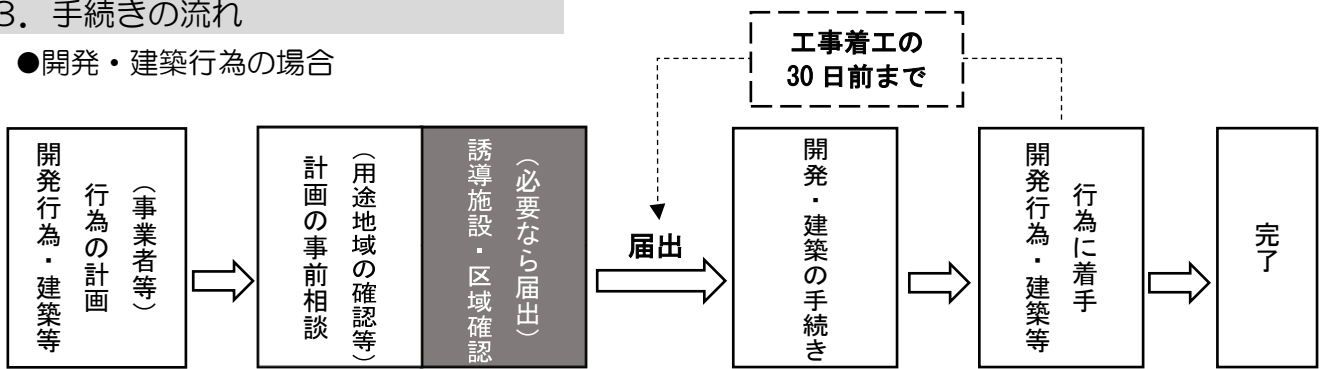 3．手続きの流れ
●開発・建築行為の場合
工事着工の
30日前まで
開発行為・建築等
行為の計画
（事業者等）
計画の事前相談
（用途地域の確認等）
誘導施設・区域確認
（必要なら届出）
届出
開発・建築の手続き
開発行為・建築等
行為に着手
完了